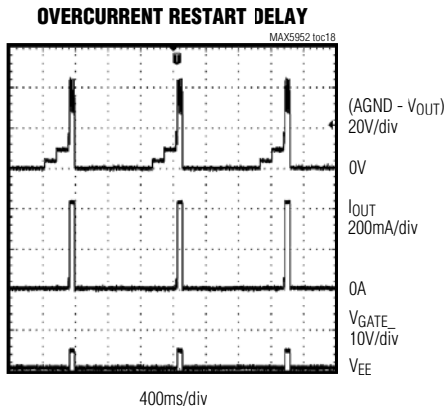 OVERCURRENT RESTART DELAY
MAX5952 toc18
(AGND - VOUT)
20V/div
0V
IOUT
200mA/div
0A
VGATE_
10V/div
VEE
400ms/div